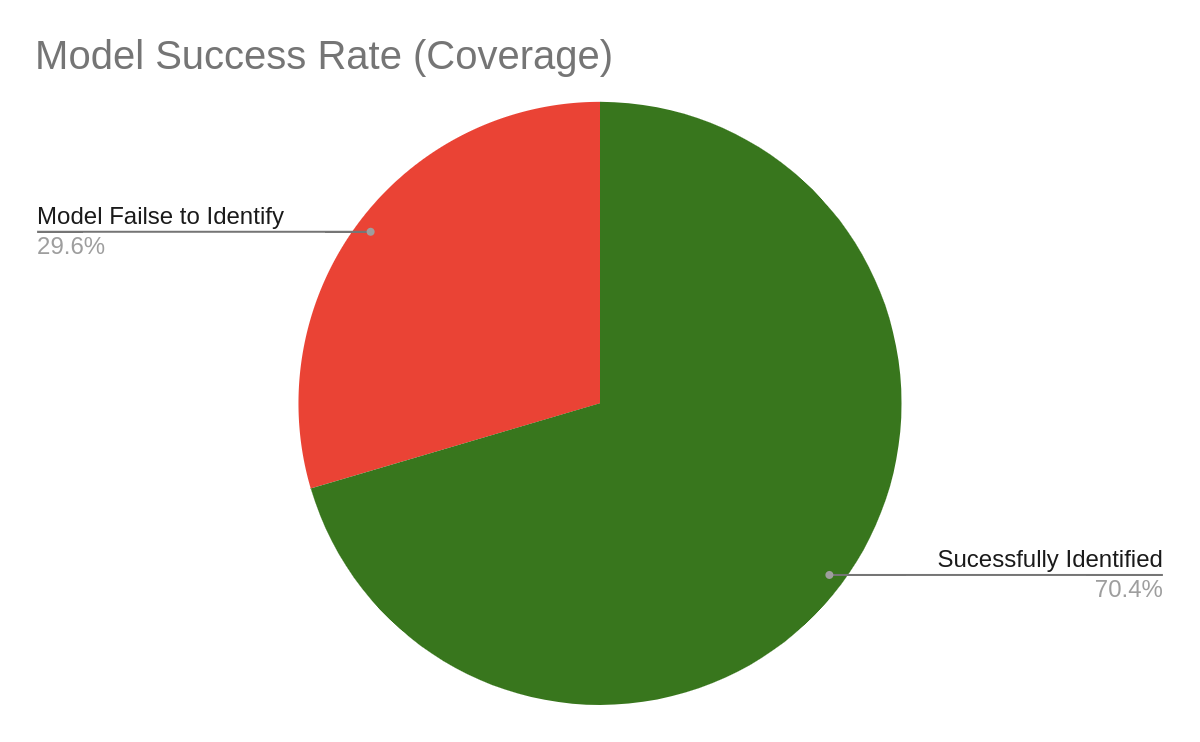 Model Success Rate (Coverage)
Model Failse to Identify
29.6%
Sucessfully Identified
70.4%